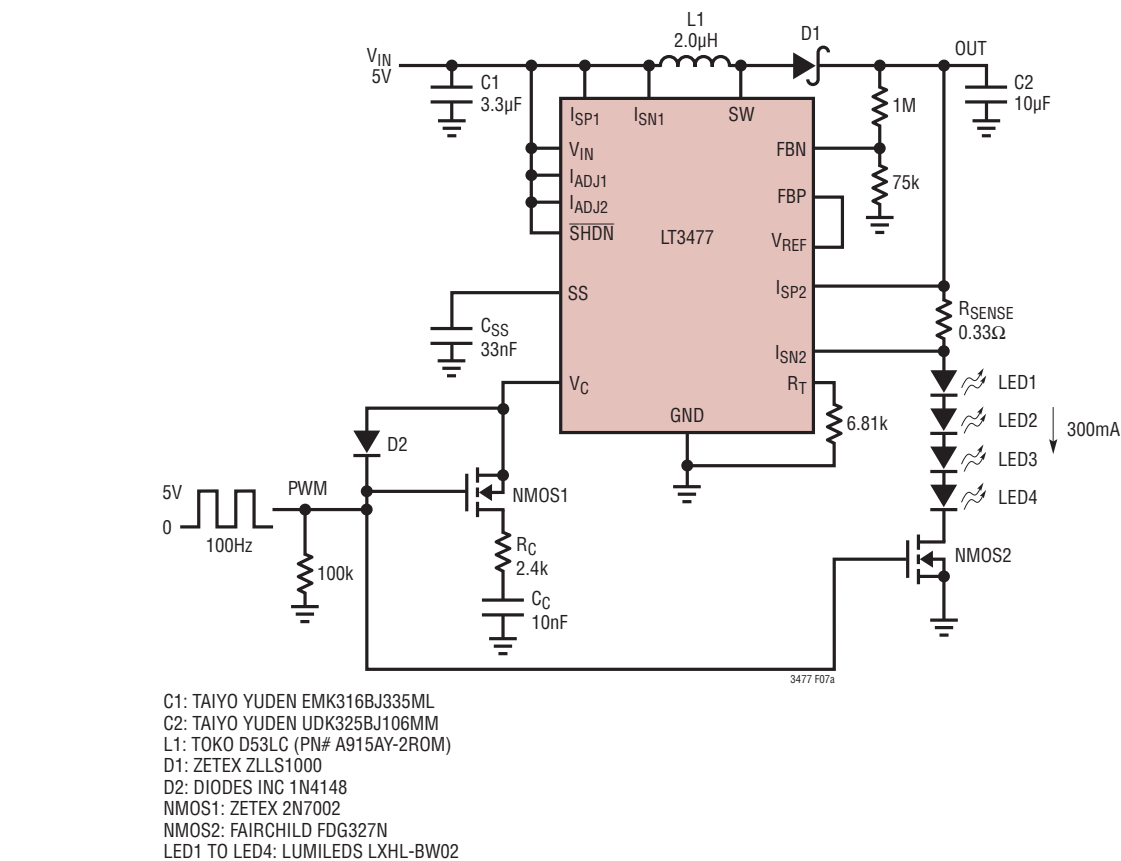 L1
2.0µH
D1
VIN
5V
OUT
C1
3.3µF
C2
10µF
ISP1
ISN1
SW
1M
VIN
FBN
IADJ1
75k
IADJ2
FBP
SHDN
LT3477
VREF
SS
ISP2
RSENSE
0.33Ω
CSS
33nF
ISN2
VC
RT
LED1
GND
6.81k
LED2
300mA
D2
LED3
LED4
5V
PWM
NMOS1
0
100Hz
RC
2.4k
NMOS2
100k
CC
10nF
3477 F07a
C1: TAIYO YUDEN EMK316BJ335ML
C2: TAIYO YUDEN UDK325BJ106MM
L1: TOKO D53LC (PN# A915AY-2ROM)
D1: ZETEX ZLLS1000
D2: DIODES INC 1N4148
NMOS1: ZETEX 2N7002
NMOS2: FAIRCHILD FDG327N
LED1 TO LED4: LUMILEDS LXHL-BW02